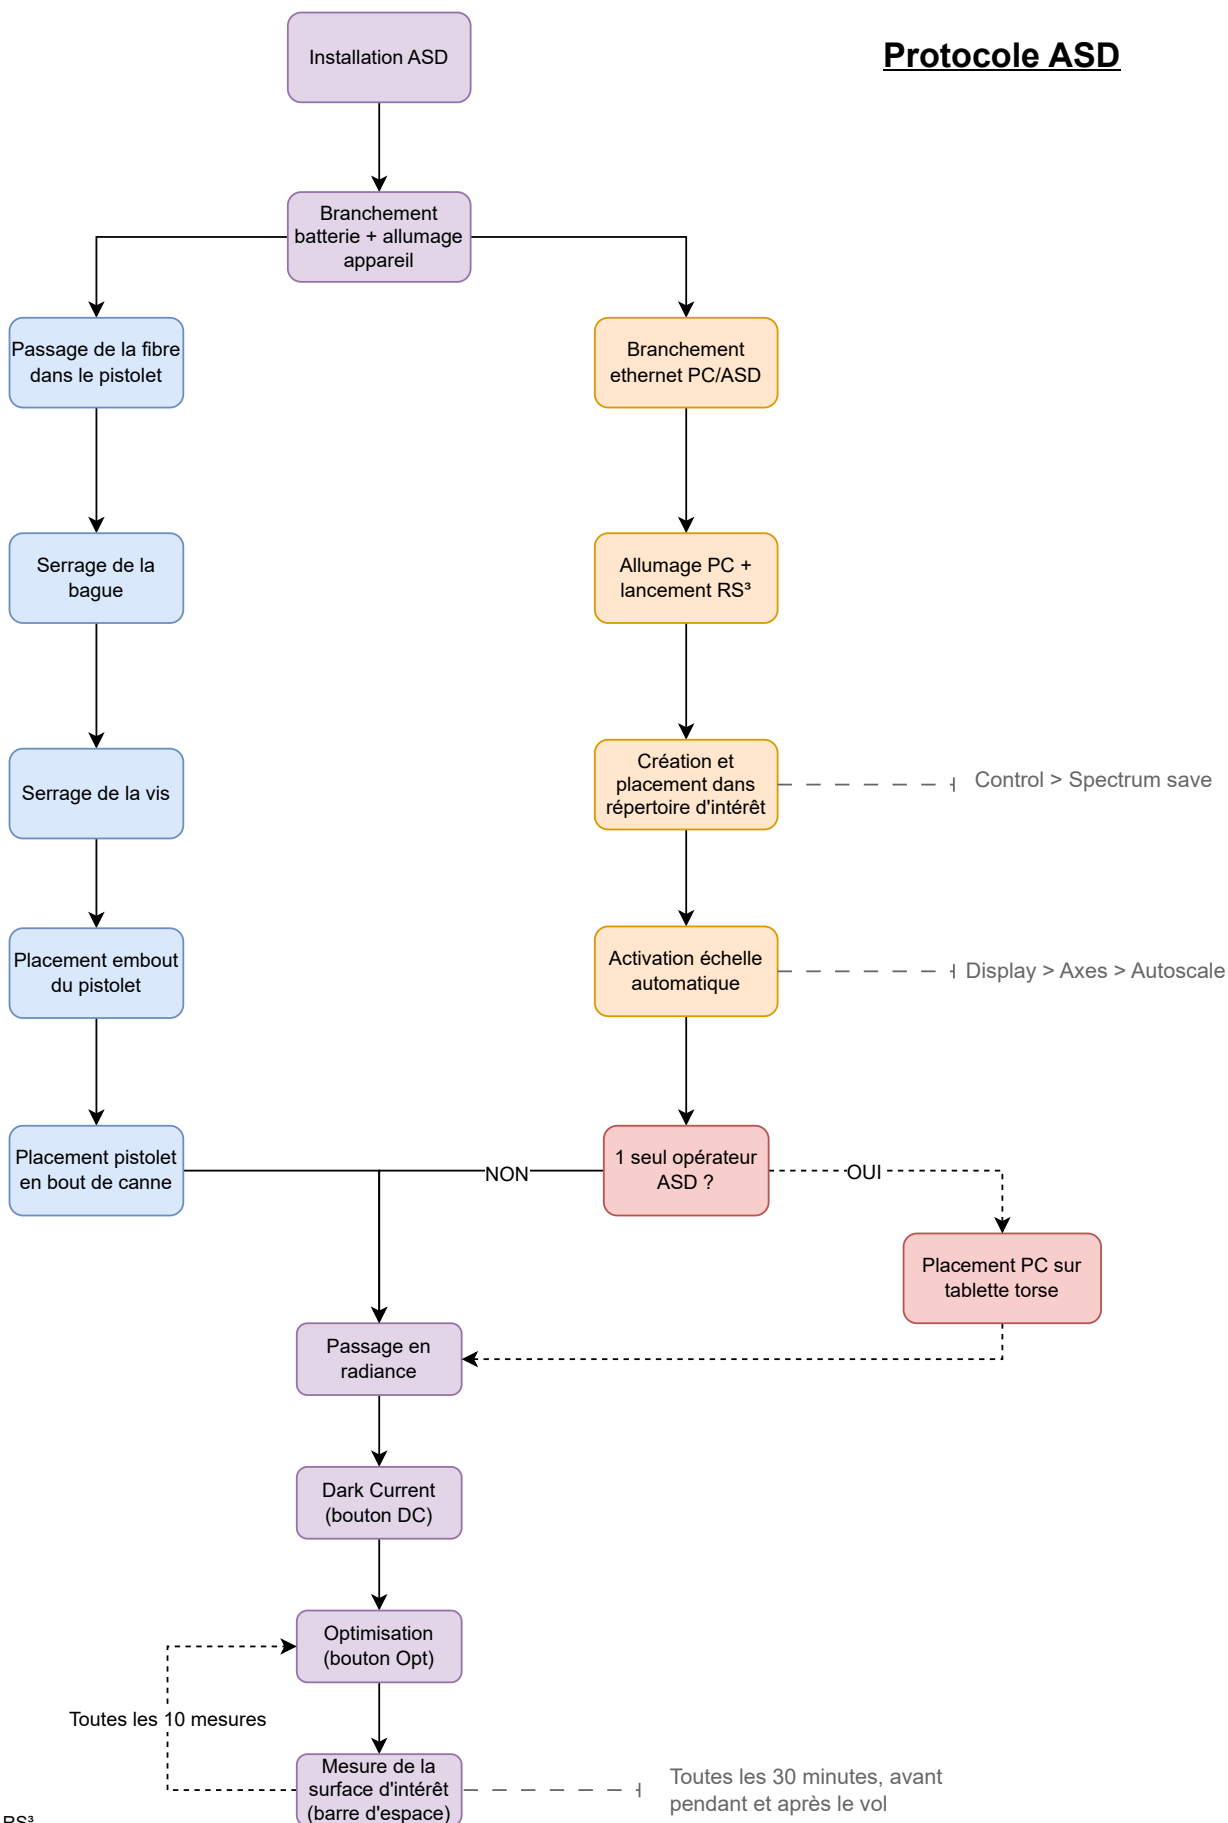 Protocole ASD
Installation ASD
Branchement
batterie + allumage
appareil
Passage de la fibre
dans le pistolet
Branchement
ethernet PC/ASD
Serrage de la
bague
Allumage PC +
lancement RS³
Serrage de la vis
Création et
placement dans
répertoire d'intérêt
Control > Spectrum save
Placement embout
du pistolet
Activation échelle
automatique
Display > Axes > Autoscale
Placement pistolet
en bout de canne
NON
1 seul opérateur
ASD ?
OUI
Placement PC sur
tablette torse
Passage en
radiance
Dark Current
(bouton DC)
Optimisation
(bouton Opt)
Toutes les 10 mesures
Mesure de la
surface d'intérêt
(barre d'espace)
Toutes les 30 minutes, avant
pendant et après le vol
RS³